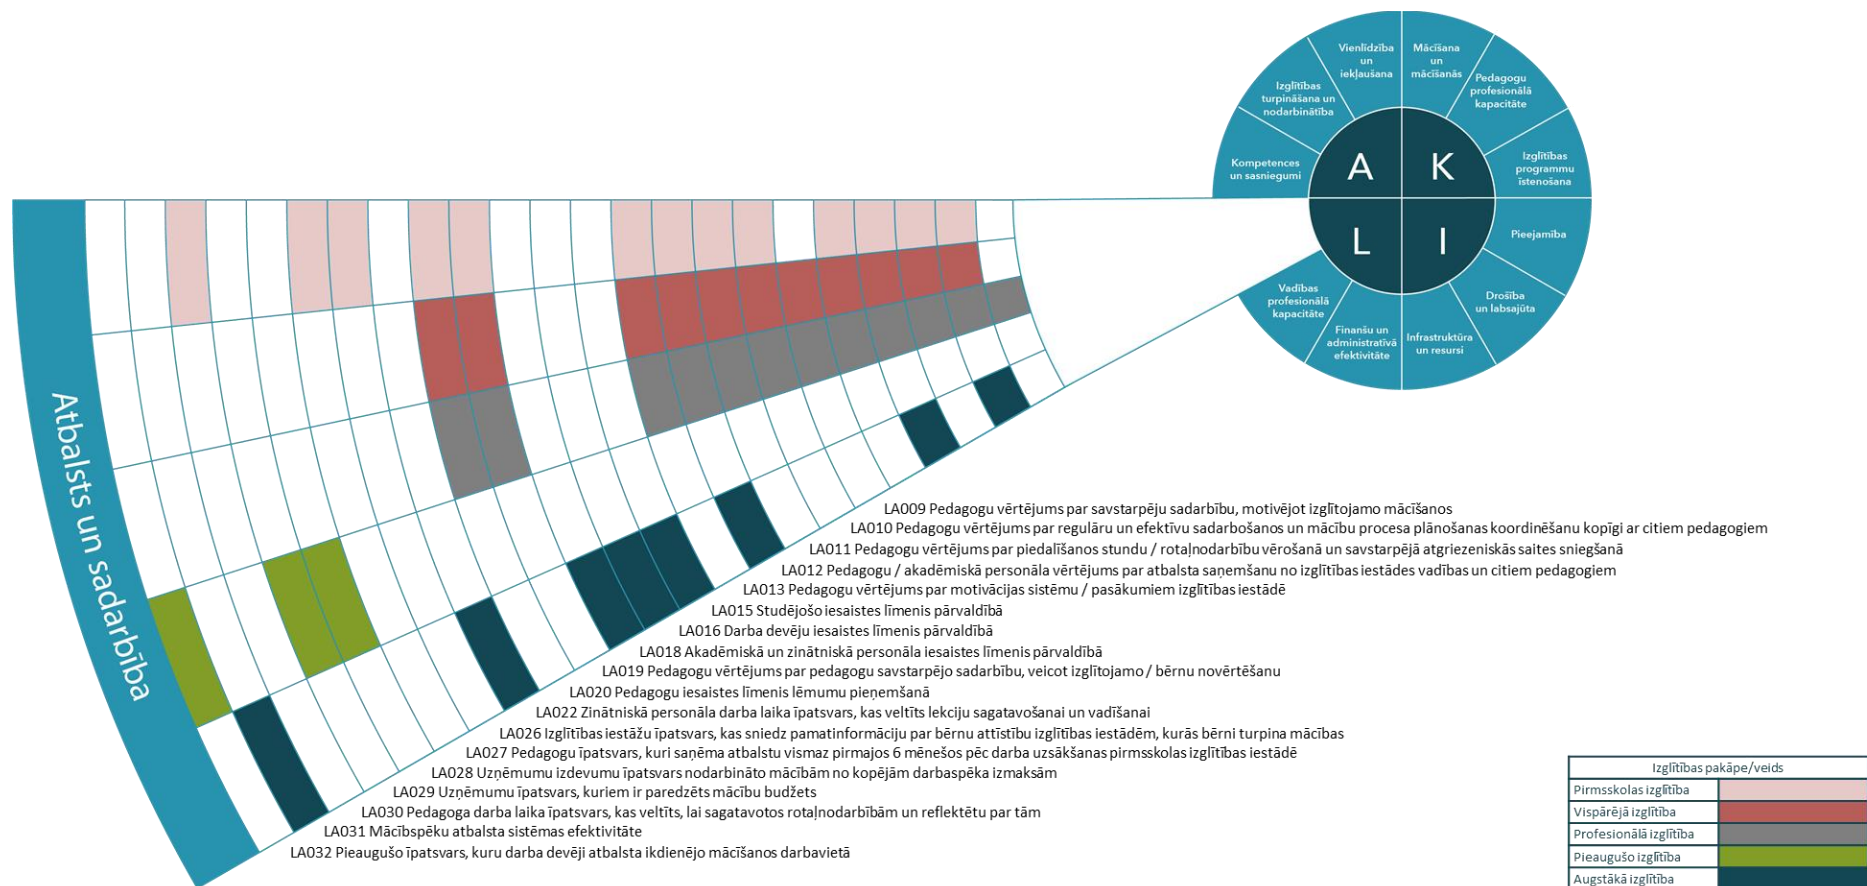 Vienlīdzība
un
iekļaušana
Mācīšana
un
mācīšanās
Izglītības
turpināšana un
nodarbinātība
Pedagogu
profesionālā
kapacitāte
Kompetences
un sasniegumi
A
K
Izglītības
programmu
īstenošana
L
I
Pieejamība
Vadības
profesionālā
kapacitāte
Drošība
un labsajūta
Finanšu un
administratīvā
efektivitāte
Infrastruktūra
un resursi
Atbalsts un sadarbība
LA009 Pedagogu vērtējums par savstarpēju sadarbību, motivējot izglītojamo mācīšanos
LA010 Pedagogu vērtējums par regulāru un efektīvu sadarbošanos un mācību procesa plānošanas koordinēšanu kopīgi ar citiem pedagogiem
LA011 Pedagogu vērtējums par piedalīšanos stundu / rotaļnodarbību vērošanā un savstarpējā atgriezeniskās saites sniegšanā
LA012 Pedagogu / akadēmiskā personāla vērtējums par atbalsta saņemšanu no izglītības iestādes vadības un citiem pedagogiem
LA013 Pedagogu vērtējums par motivācijas sistēmu / pasākumiem izglītības iestādē
LA015 Studējošo iesaistes līmenis pārvaldībā
LA016 Darba devēju iesaistes līmenis pārvaldībā
LA018 Akadēmiskā un zinātniskā personāla iesaistes līmenis pārvaldībā
LA019 Pedagogu vērtējums par pedagogu savstarpējo sadarbību, veicot izglītojamo / bērnu novērtēšanu
LA020 Pedagogu iesaistes līmenis lēmumu pieņemšanā
LA022 Zinātniskā personāla darba laika īpatsvars, kas veltīts lekciju sagatavošanai un vadīšanai
LA026 Izglītības iestāžu īpatsvars, kas sniedz pamatinformāciju par bērnu attīstību izglītības iestādēm, kurās bērni turpina mācības
LA027 Pedagogu īpatsvars, kuri saņēma atbalstu vismaz pirmajos 6 mēnešos pēc darba uzsākšanas pirmsskolas izglītības iestādē
LA028 Uzņēmumu izdevumu īpatsvars nodarbināto mācībām no kopējām darbaspēka izmaksām
LA029 Uzņēmumu īpatsvars, kuriem ir paredzēts mācību budžets
LA030 Pedagoga darba laika īpatsvars, kas veltīts, lai sagatavotos rotaļnodarbībām un reflektētu par tām
LA031 Mācībspēku atbalsta sistēmas efektivitāte
LA032 Pieaugušo īpatsvars, kuru darba devēji atbalsta ikdienējo mācīšanos darbavietā
Izglītības pakāpe/veids
Pirmsskolas izglītība
Vispārējā izglītība
Profesionālā izglītība
Pieaugušo izglītība
Augstākā izglītība